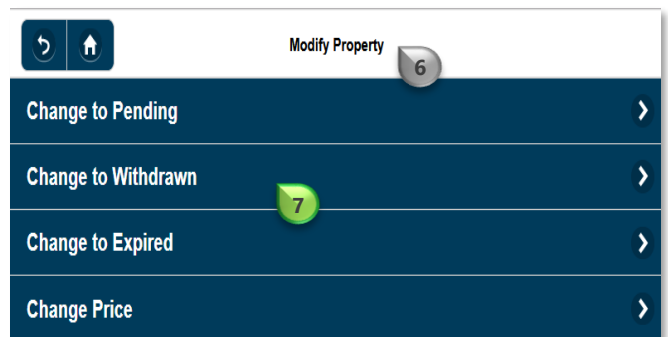 Modify Property
6
Change to Pending
Change to Withdrawn
7
Change to Expired
Change Price